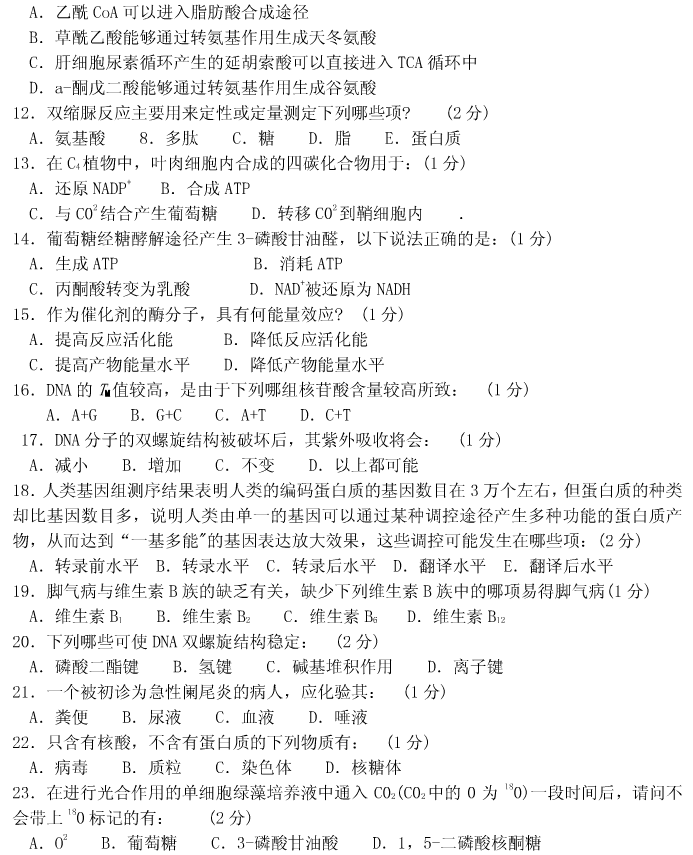 A．乙酰 CoA 可以进入脂肪酸合成途径
B．草酰乙酸能够通过转氨基作用生成天冬氨酸
C．肝细胞尿素循环产生的延胡索酸可以直接进入 TCA 循环中
D．a-酮戊二酸能够通过转氨基作用生成谷氨酸
12．双缩脲反应主要用来定性或定量测定下列哪些项? (2 分)
A．氨基酸 8．多肽 C．糖 D．脂 E．蛋白质
13．在 C₄ 植物中，叶肉细胞内合成的四碳化合物用于：(1 分)
A．还原 NADP⁺ B．合成 ATP
C．与 CO² 结合产生葡萄糖 D．转移 CO² 到鞘细胞内 .
14．葡萄糖经糖酵解途径产生 3-磷酸甘油醛，以下说法正确的是：(1 分)
A．生成 ATP B．消耗 ATP
C．丙酮酸转变为乳酸 D．NAD⁺被还原为 NADH
15．作为催化剂的酶分子，具有何能量效应? (1 分)
A．提高反应活化能 B．降低反应活化能
C．提高产物能量水平 D．降低产物能量水平
16．DNA 的 T值较高，是由于下列哪组核苷酸含量较高所致： (1 分)
A．A+G B．G+C C．A+T D．C+T
17．DNA 分子的双螺旋结构被破坏后，其紫外吸收将会： (1 分)
A．减小 B．增加 C．不变 D．以上都可能
18．人类基因组测序结果表明人类的编码蛋白质的基因数目在 3 万个左右，但蛋白质的种类
却比基因数目多，说明人类由单一的基因可以通过某种调控途径产生多种功能的蛋白质产
物，从而达到“一基多能"的基因表达放大效果，这些调控可能发生在哪些项：(2 分)
A．转录前水平 B．转录水平 C．转录后水平 D．翻译水平 E．翻译后水平
19．脚气病与维生素 B 族的缺乏有关，缺少下列维生素 B 族中的哪项易得脚气病(1 分)
A．维生素 B₁ B．维生素 B₂ C．维生素 B₆ D．维生素 B₁₂
20．下列哪些可使 DNA 双螺旋结构稳定： (2 分)
A．磷酸二酯键 B．氢键 C．碱基堆积作用 D．离子键
21．一个被初诊为急性阑尾炎的病人，应化验其： (1 分)
A．粪便 B．尿液 C．血液 D．唾液
22．只含有核酸，不含有蛋白质的下列物质有： (1 分)
A．病毒 B．质粒 C．染色体 D．核糖体
23．在进行光合作用的单细胞绿藻培养液中通入 CO₂(CO₂ 中的 O 为 ¹⁸O)一段时间后，请问不
会带上 ¹⁸O 标记的有： (2 分)
A．O² B．葡萄糖 C．3-磷酸甘油酸 D．1，5-二磷酸核酮糖